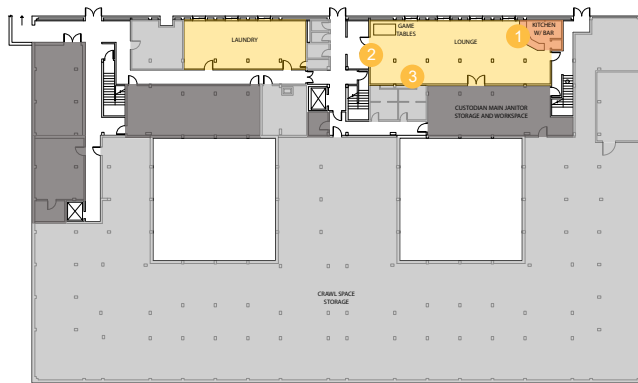 GAME
TABLES
1
KITCHEN
W/ BAR
LAUNDRY
LOUNGE
2
3
CUSTODIAN MAIN JANITOR
STORAGE AND WORKSPACE
CRAWL SPACE
STORAGE